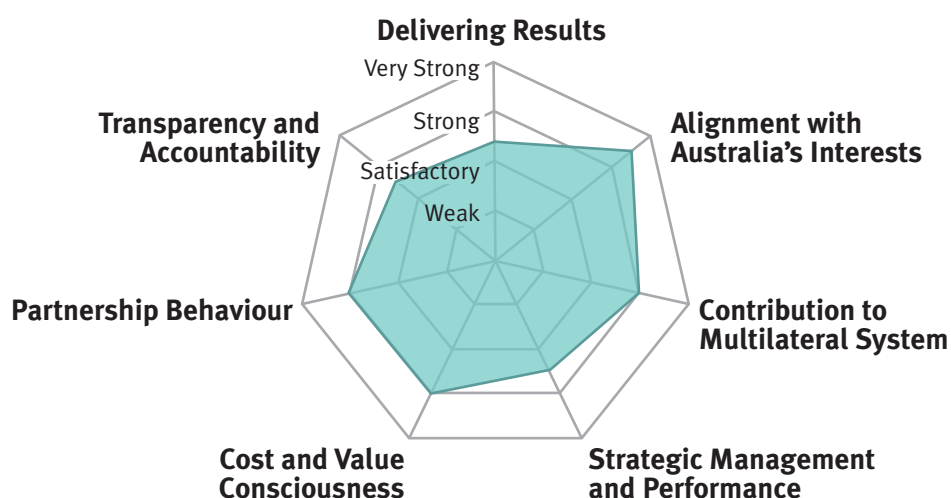 Delivering Results
Very Strong
Strong
Satisfactory
Weak
Transparency and
Accountability
Alignment with
Australia’s Interests
Partnership Behaviour
Contribution to
Multilateral System
Cost and Value
Consciousness
Strategic Management
and Performance